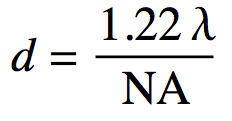 d = 1.22 λ / NA